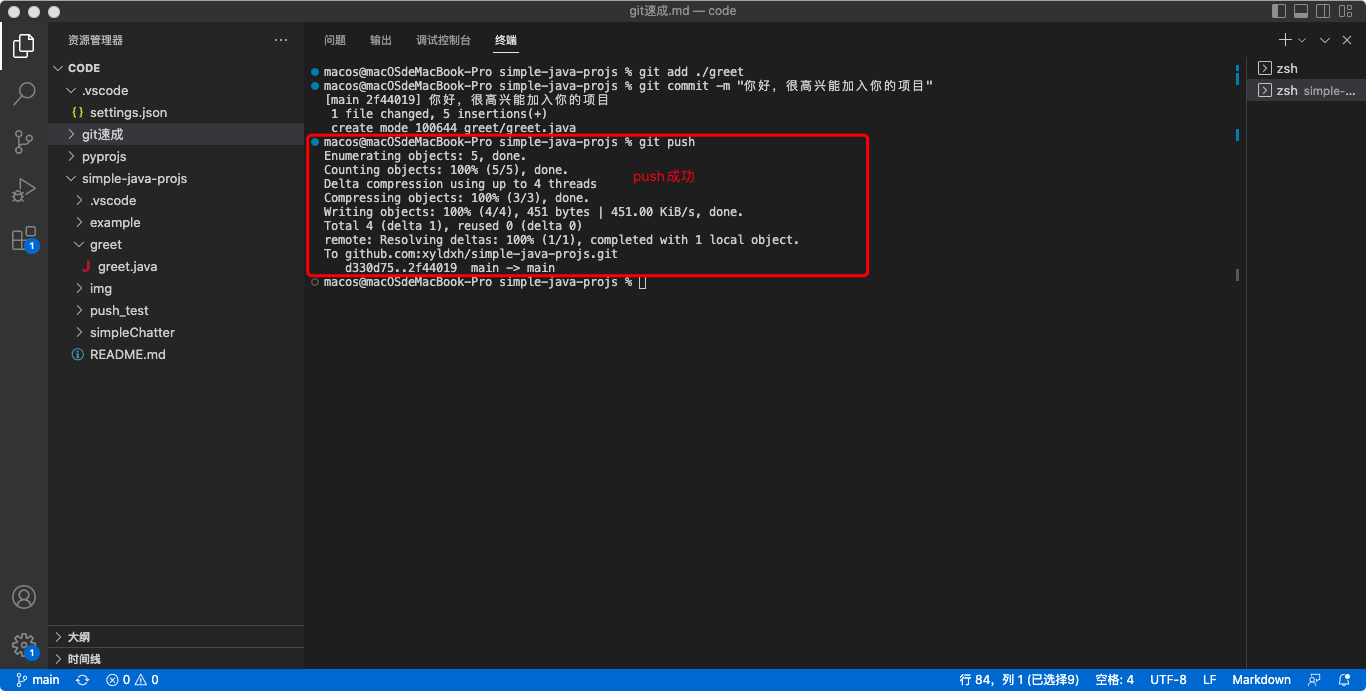 git速成.md — code
资源管理器
CODE
.vscode
{} settings.json
git速成
pyprojs
simple-java-projs
.vscode
example
greet
J greet.java
img
push_test
simpleChatter
README.md
大纲
时间线
1
1
问题 输出 调试控制台 终端
macos@macOSdeMacBook-Pro simple-java-projs % git add ./greet
macos@macOSdeMacBook-Pro simple-java-projs % git commit -m "你好，很高兴能加入你的项目"
[main 2f44019] 你好，很高兴能加入你的项目
1 file changed, 5 insertions(+)
create mode 100644 greet/greet.java
macos@macOSdeMacBook-Pro simple-java-projs % git push
Enumerating objects: 5, done.
Counting objects: 100% (5/5), done.
Delta compression using up to 4 threads
Compressing objects: 100% (3/3), done.
Writing objects: 100% (4/4), 451 bytes | 451.00 KiB/s, done.
Total 4 (delta 1), reused 0 (delta 0)
remote: Resolving deltas: 100% (1/1), completed with 1 local object.
To github.com:xyldxh/simple-java-projs.git
d330d75..2f44019  main -> main
macos@macOSdeMacBook-Pro simple-java-projs %
push成功
zsh
zsh simple-...
main 0 0 行 84，列 1 (已选择9) 空格: 4 UTF-8 LF Markdown